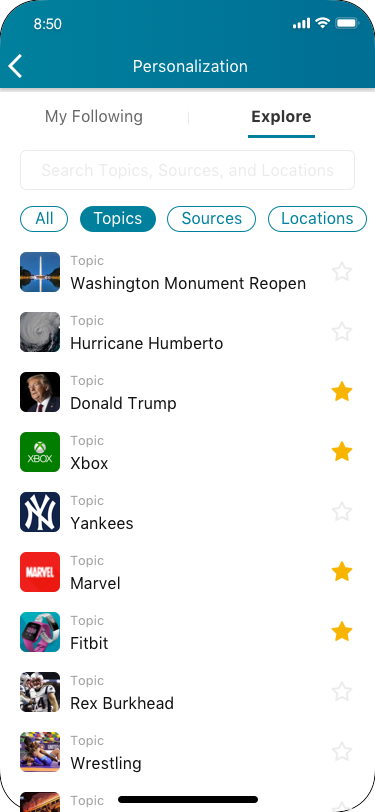 8:50
Personalization
My Following
Explore
Search Topics, Sources, and Locations
All
Topics
Sources
Locations
Topic
Washington Monument Reopen
Topic
Hurricane Humberto
Topic
Donald Trump
XBOX
Topic
Xbox
NY
Topic
Yankees
MARVEL
Topic
Marvel
Topic
Fitbit
Topic
Rex Burkhead
Topic
Wrestling
Topic